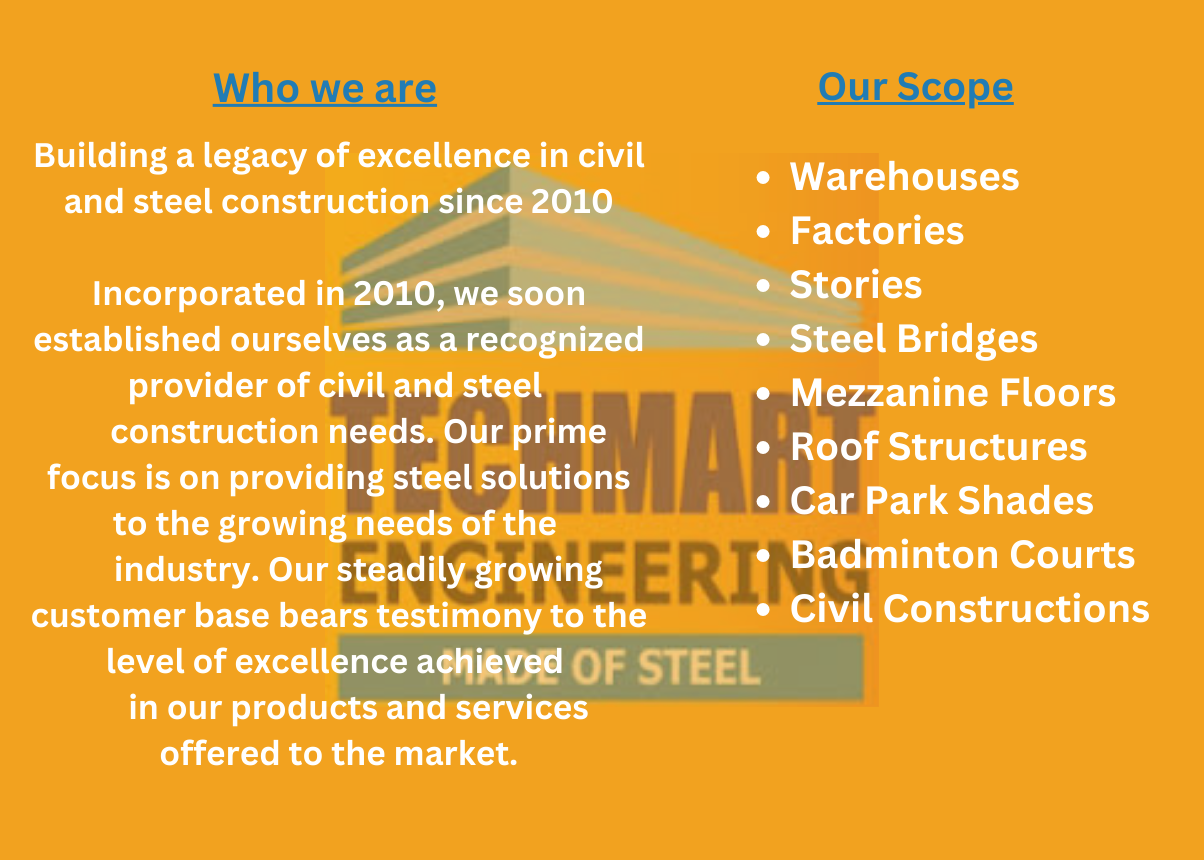 Who we are
Building a legacy of excellence in civil
and steel construction since 2010
Incorporated in 2010, we soon
established ourselves as a recognized
provider of civil and steel
construction needs. Our prime
focus is on providing steel solutions
to the growing needs of the
industry. Our steadily growing
customer base bears testimony to the
level of excellence achieved
in our products and services
offered to the market.
Our Scope
• Warehouses
• Factories
• Stories
• Steel Bridges
• Mezzanine Floors
• Roof Structures
• Car Park Shades
• Badminton Courts
• Civil Constructions
TECHMART
ENGINEERING
MADE OF STEEL